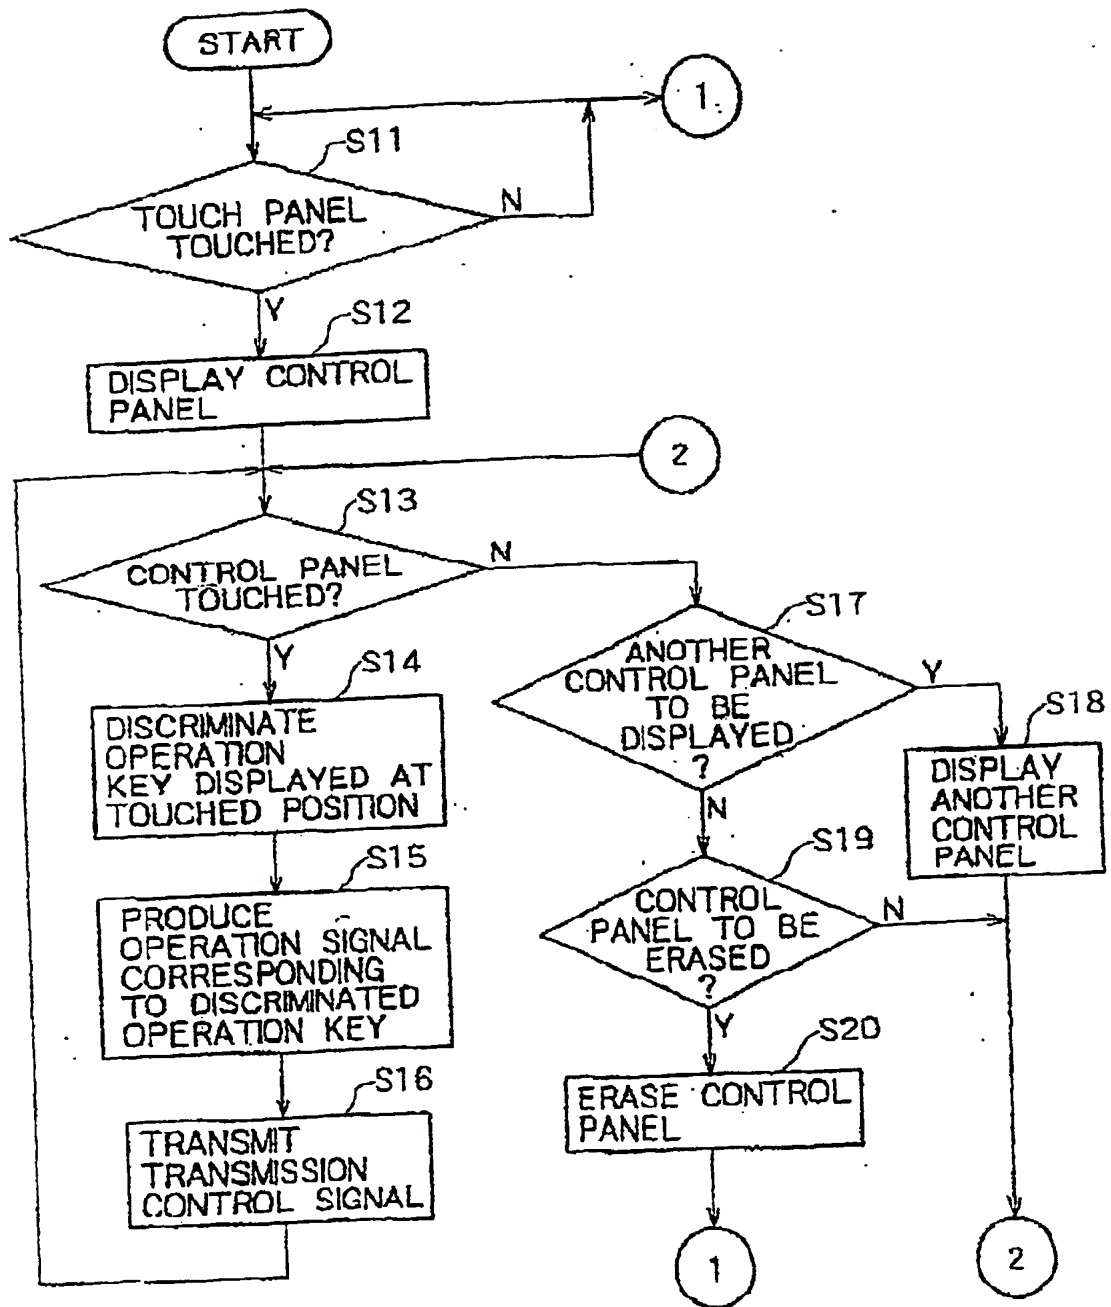 START
1
S11
TOUCH PANEL
TOUCHED?
N
Y
S12
DISPLAY CONTROL
PANEL
2
S13
CONTROL PANEL
TOUCHED?
N
Y
S14
DISCRIMINATE
OPERATION
KEY DISPLAYED AT
TOUCHED POSITION
S15
PRODUCE
OPERATION SIGNAL
CORRESPONDING
TO DISCRIMINATED
OPERATION KEY
S16
TRANSMIT
TRANSMISSION
CONTROL SIGNAL
S17
ANOTHER
CONTROL PANEL
TO BE
DISPLAYED
?
Y
N
S18
DISPLAY
ANOTHER
CONTROL
PANEL
S19
CONTROL
PANEL TO BE
ERASED
?
N
Y
S20
ERASE CONTROL
PANEL
1
2